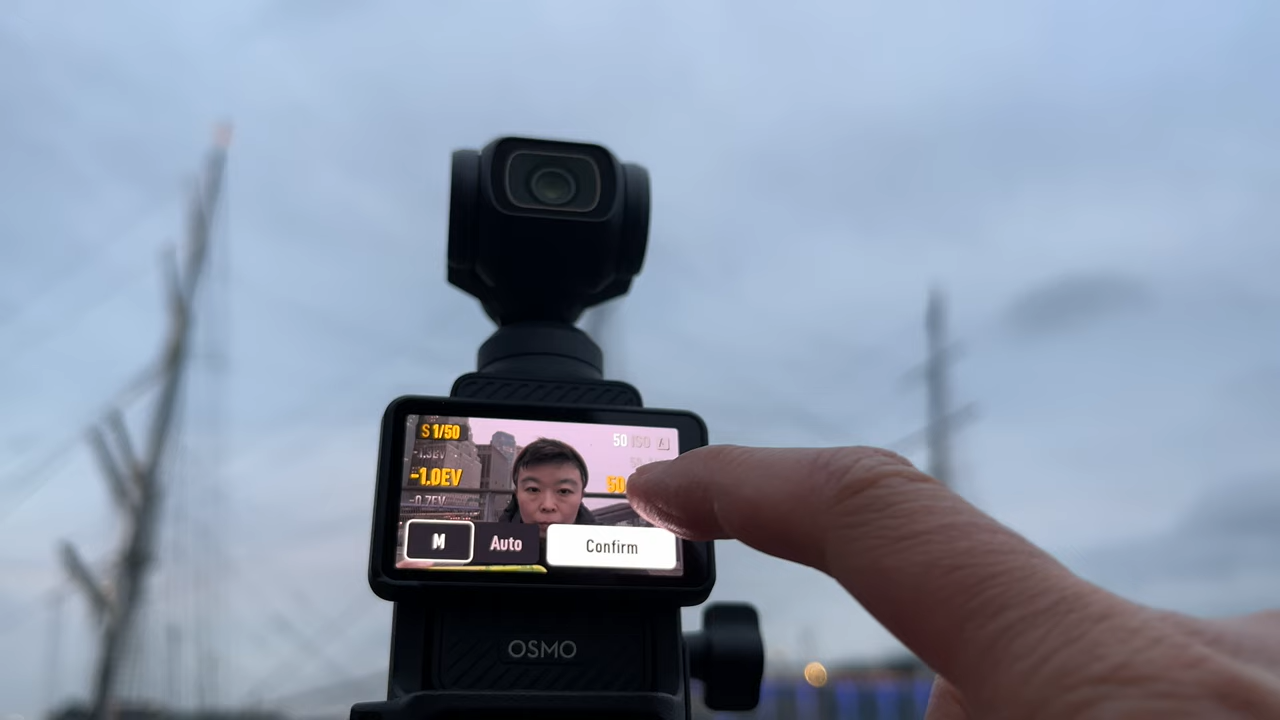 S 1/50
50 ISO A
-1.3EV
-1.0EV
50
-0.7EV
M
Auto
Confirm
OSMO